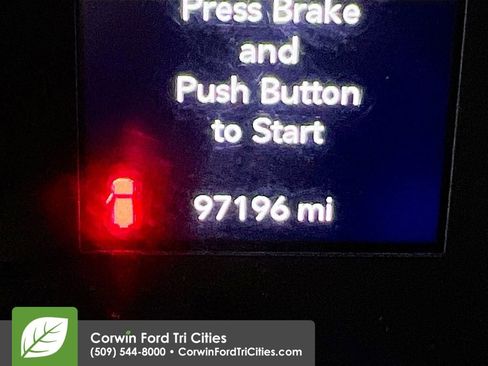 Press Brake
and
Push Button
to Start
97196 mi
Corwin Ford Tri Cities
(509) 544-8000 • CorwinFordTriCities.com